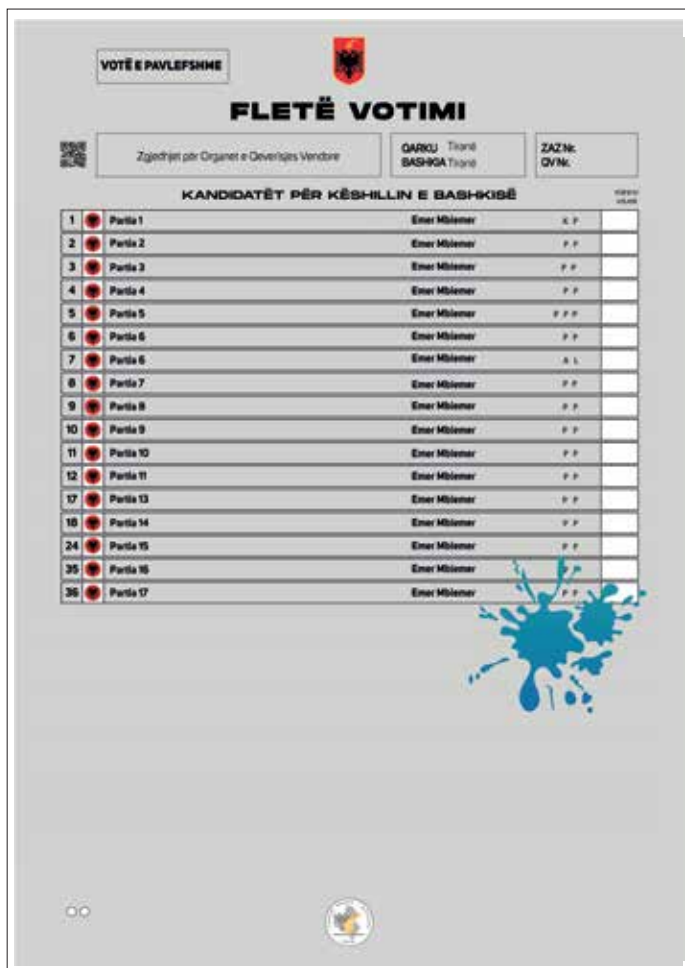 VOTË E PAVLEFSHME
FLETË VOTIMI
Zgjedhjet për Organet e Qeverisjes Vendore
QARKU Tiranë
BASHKIA Tiranë
ZAZ Nr.
QV Nr.
KANDIDATËT PËR KËSHILLIN E BASHKISË
1 Partia 1 Emer Mbiemer K P
2 Partia 2 Emer Mbiemer P P
3 Partia 3 Emer Mbiemer P P
4 Partia 4 Emer Mbiemer P P
5 Partia 5 Emer Mbiemer P P P
6 Partia 6 Emer Mbiemer P P
7 Partia 6 Emer Mbiemer A L
8 Partia 7 Emer Mbiemer P P
9 Partia 8 Emer Mbiemer P P
10 Partia 9 Emer Mbiemer P P
11 Partia 10 Emer Mbiemer P P
12 Partia 11 Emer Mbiemer P P
17 Partia 13 Emer Mbiemer P P
18 Partia 14 Emer Mbiemer P P
24 Partia 15 Emer Mbiemer P P
35 Partia 16 Emer Mbiemer
36 Partia 17 Emer Mbiemer P P